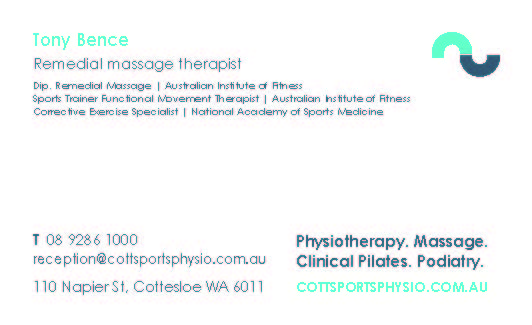 Tony Bence
Remedial massage therapist
Dip. Remedial Massage | Australian Institute of Fitness
Sports Trainer Functional Movement Therapist | Australian Institute of Fitness
Corrective Exercise Specialist | National Academy of Sports Medicine
T 08 9286 1000
reception@cottsportsphysio.com.au
110 Napier St, Cottesloe WA 6011
Physiotherapy. Massage.
Clinical Pilates. Podiatry.
COTTSPORTSPHYSIO.COM.AU